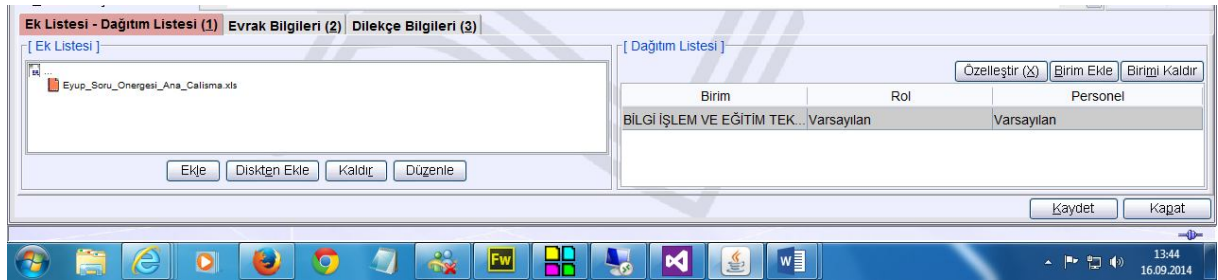 Ek Listesi - Dağıtım Listesi (1) Evrak Bilgileri (2) Dilekçe Bilgileri (3)
[ Ek Listesi ]
...
Eyup_Soru_Onergesi_Ana_Calisma.xls
Ekle Diskten Ekle Kaldır Düzenle
[ Dağıtım Listesi ]
Özelleştir (X) Birim Ekle Birimi Kaldır
Birim Rol Personel
BİLGİ İŞLEM VE EĞİTİM TEK... Varsayılan Varsayılan
Kaydet Kapat
Fw
13:44
16.09.2014